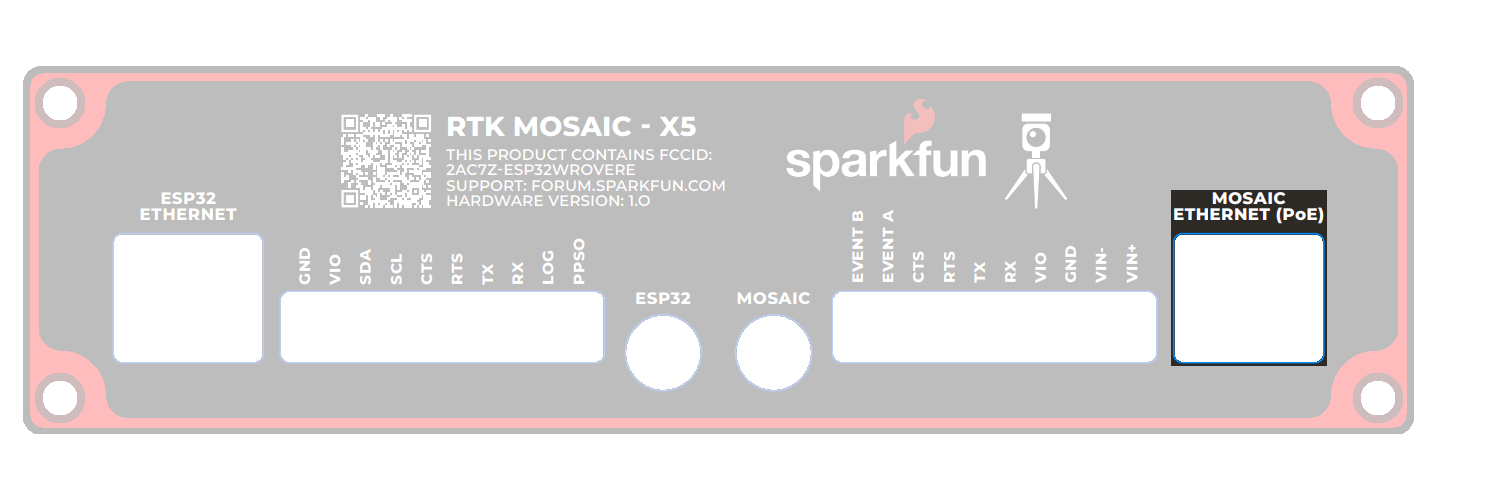 RTK MOSAIC - X5
THIS PRODUCT CONTAINS FCCID:
2AC7Z-ESP32WROVERE
SUPPORT: FORUM.SPARKFUN.COM
HARDWARE VERSION: 1.0
sparkfun
ESP32
ETHERNET
GND
VIO
SDA
SCL
CTS
RTS
TX
RX
LOG
PPSO
ESP32
MOSAIC
EVENT B
EVENT A
CTS
RTS
TX
RX
VIO
GND
VIN-
VIN+
MOSAIC
ETHERNET (PoE)